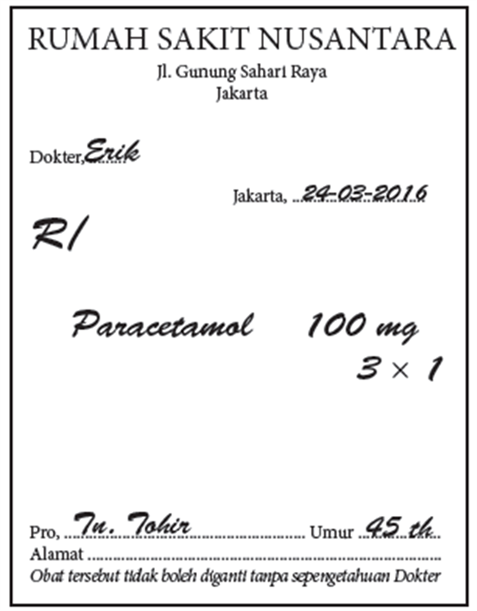 RUMAH SAKIT NUSANTARA
Jl. Gunung Sahari Raya
Jakarta
Dokter, Erik
Jakarta, 24-03-2016
R/
Paracetamol 100 mg
3 × 1
Pro, Tn. Tohir Umur 45 th
Alamat
Obat tersebut tidak boleh diganti tanpa sepengetahuan Dokter